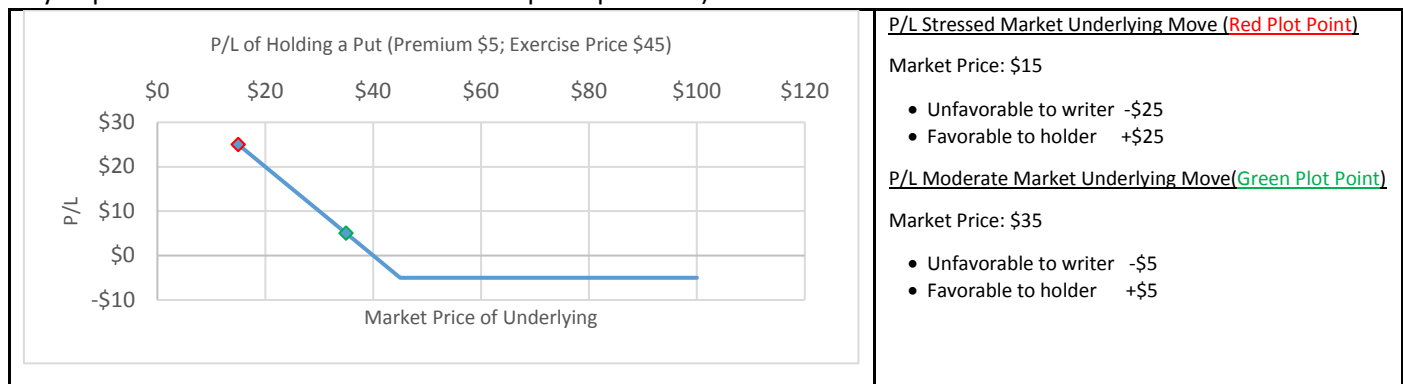 P/L of Holding a Put (Premium $5; Exercise Price $45)
$0 $20 $40 $60 $80 $100 $120
$30
$20
$10
$0
-$10
P/L
Market Price of Underlying
P/L Stressed Market Underlying Move (Red Plot Point)
Market Price: $15
• Unfavorable to writer -$25
• Favorable to holder +$25
P/L Moderate Market Underlying Move(Green Plot Point)
Market Price: $35
• Unfavorable to writer -$5
• Favorable to holder +$5